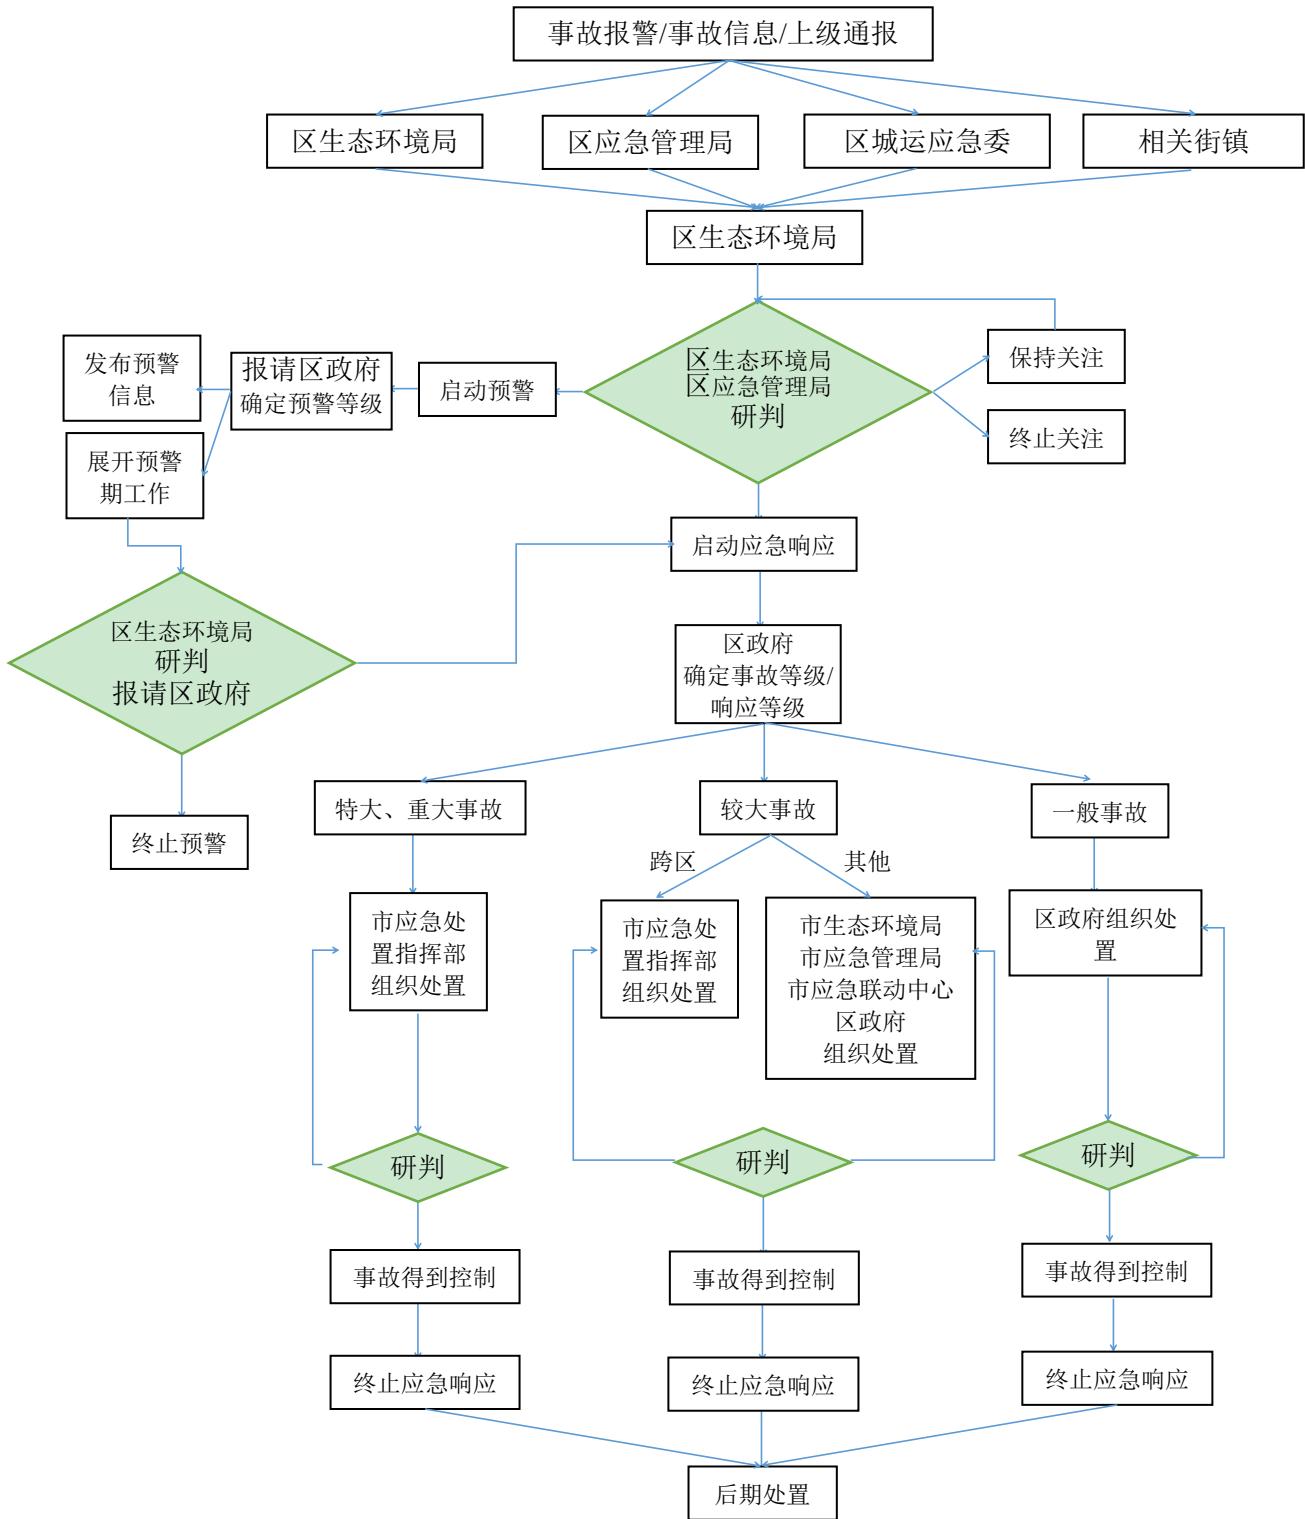 事故报警/事故信息/上级通报
区生态环境局
区应急管理局
区城运应急委
相关街镇
区生态环境局
区生态环境局
区应急管理局
研判
保持关注
终止关注
启动预警
报请区政府
确定预警等级
发布预警
信息
展开预警
期工作
启动应急响应
区生态环境局
研判
报请区政府
终止预警
区政府
确定事故等级/
响应等级
特大、重大事故
较大事故
一般事故
跨区
其他
市应急处
置指挥部
组织处置
市应急处
置指挥部
组织处置
市生态环境局
市应急管理局
市应急联动中心
区政府
组织处置
区政府组织处
置
研判
研判
研判
事故得到控制
事故得到控制
事故得到控制
终止应急响应
终止应急响应
终止应急响应
后期处置